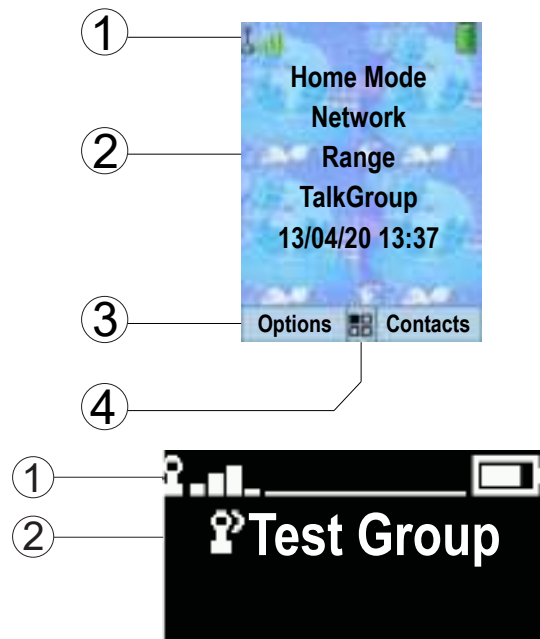 1
2
3
4
Home Mode
Network
Range
TalkGroup
13/04/20 13:37
Options Contacts
1
2
Test Group